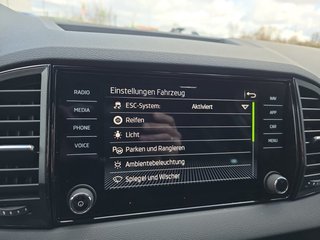 Einstellungen Fahrzeug
RADIO
MEDIA
PHONE
VOICE
ESC-System: Aktiviert
Reifen
Licht
Parken und Rangieren
Ambientebeleuchtung
Spiegel und Wischer
NAV
APP
CAR
MENU